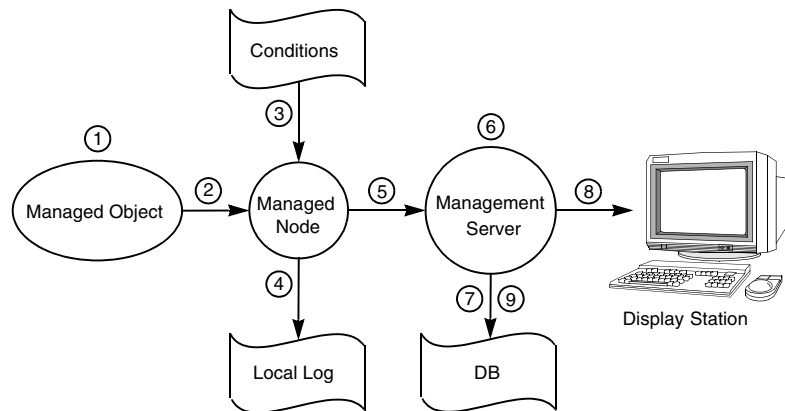 Conditions
③
①
⑥
②
⑤
⑧
Managed Object
Managed
Node
Management
Server
④
⑦ ⑨
Display Station
Local Log
DB